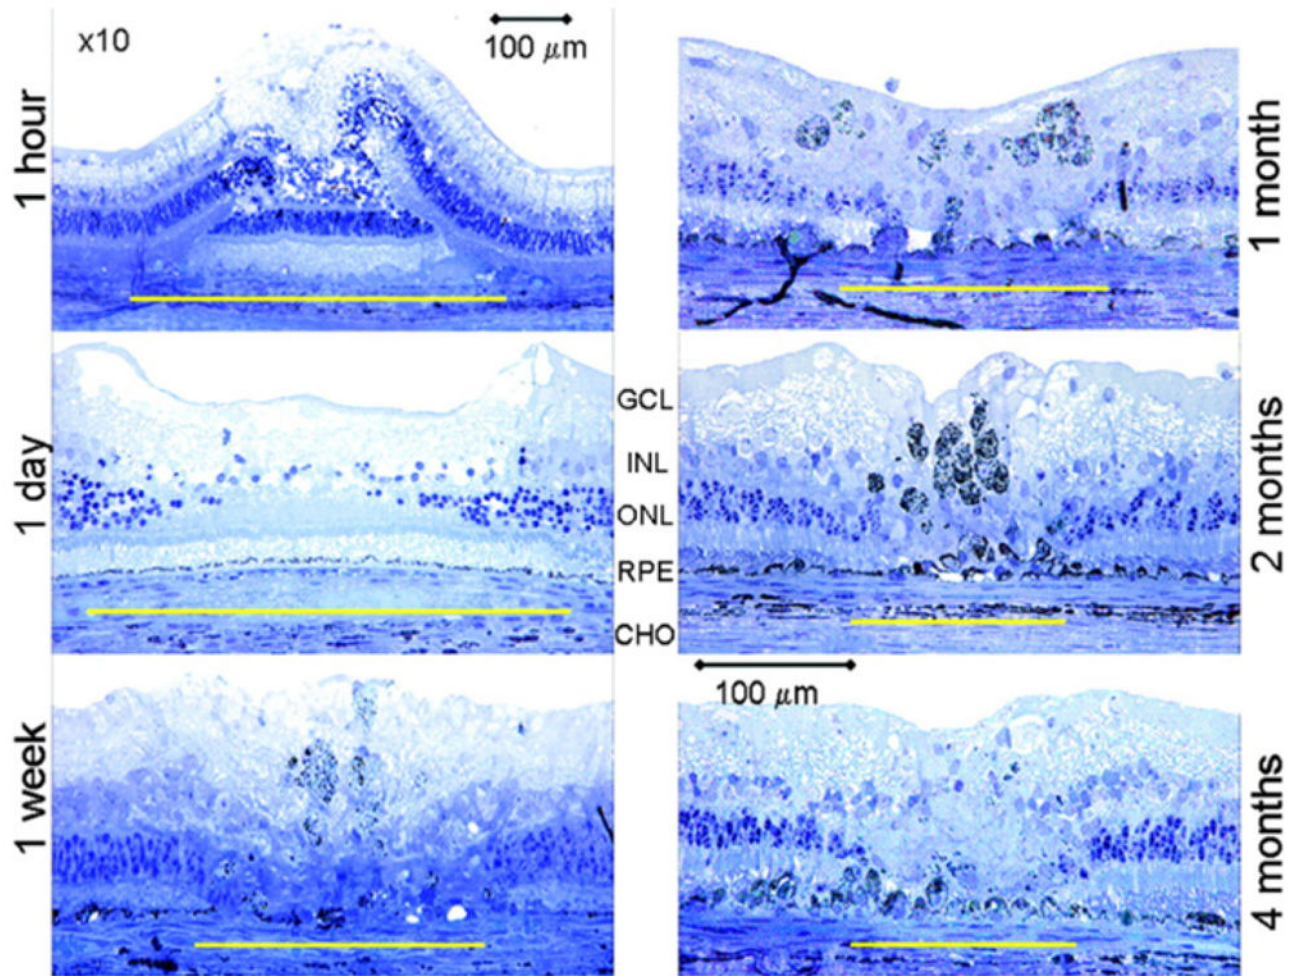 x10
100 μm
1 hour
1 day
1 week
GCL
INL
ONL
RPE
CHO
100 μm
1 month
2 months
4 months